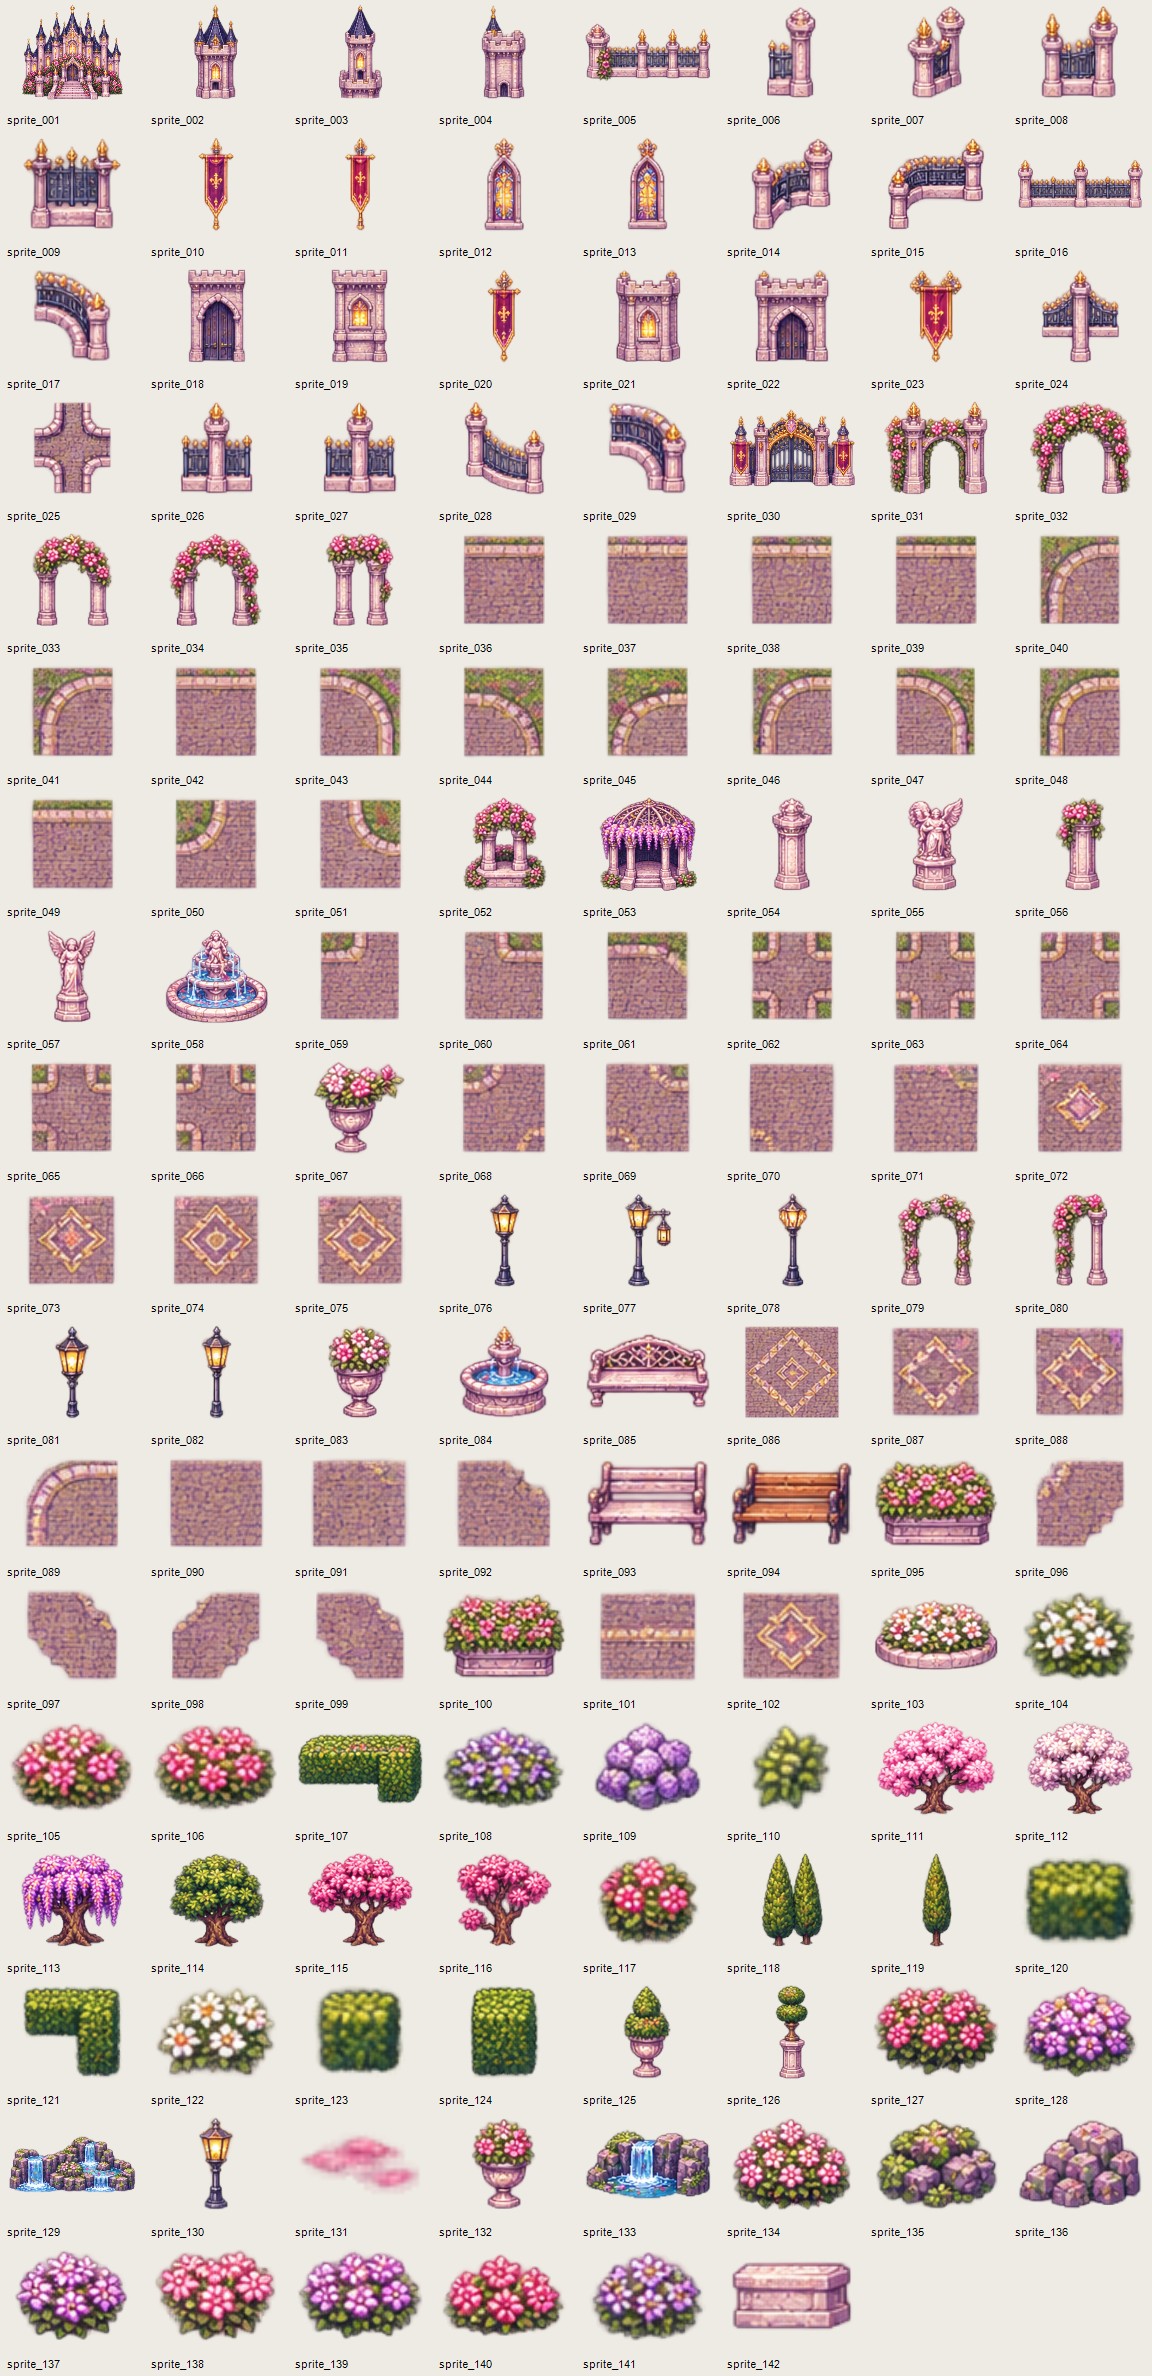 sprite_001 sprite_002 sprite_003 sprite_004 sprite_005 sprite_006 sprite_007 sprite_008
sprite_009 sprite_010 sprite_011 sprite_012 sprite_013 sprite_014 sprite_015 sprite_016
sprite_017 sprite_018 sprite_019 sprite_020 sprite_021 sprite_022 sprite_023 sprite_024
sprite_025 sprite_026 sprite_027 sprite_028 sprite_029 sprite_030 sprite_031 sprite_032
sprite_033 sprite_034 sprite_035 sprite_036 sprite_037 sprite_038 sprite_039 sprite_040
sprite_041 sprite_042 sprite_043 sprite_044 sprite_045 sprite_046 sprite_047 sprite_048
sprite_049 sprite_050 sprite_051 sprite_052 sprite_053 sprite_054 sprite_055 sprite_056
sprite_057 sprite_058 sprite_059 sprite_060 sprite_061 sprite_062 sprite_063 sprite_064
sprite_065 sprite_066 sprite_067 sprite_068 sprite_069 sprite_070 sprite_071 sprite_072
sprite_073 sprite_074 sprite_075 sprite_076 sprite_077 sprite_078 sprite_079 sprite_080
sprite_081 sprite_082 sprite_083 sprite_084 sprite_085 sprite_086 sprite_087 sprite_088
sprite_089 sprite_090 sprite_091 sprite_092 sprite_093 sprite_094 sprite_095 sprite_096
sprite_097 sprite_098 sprite_099 sprite_100 sprite_101 sprite_102 sprite_103 sprite_104
sprite_105 sprite_106 sprite_107 sprite_108 sprite_109 sprite_110 sprite_111 sprite_112
sprite_113 sprite_114 sprite_115 sprite_116 sprite_117 sprite_118 sprite_119 sprite_120
sprite_121 sprite_122 sprite_123 sprite_124 sprite_125 sprite_126 sprite_127 sprite_128
sprite_129 sprite_130 sprite_131 sprite_132 sprite_133 sprite_134 sprite_135 sprite_136
sprite_137 sprite_138 sprite_139 sprite_140 sprite_141 sprite_142